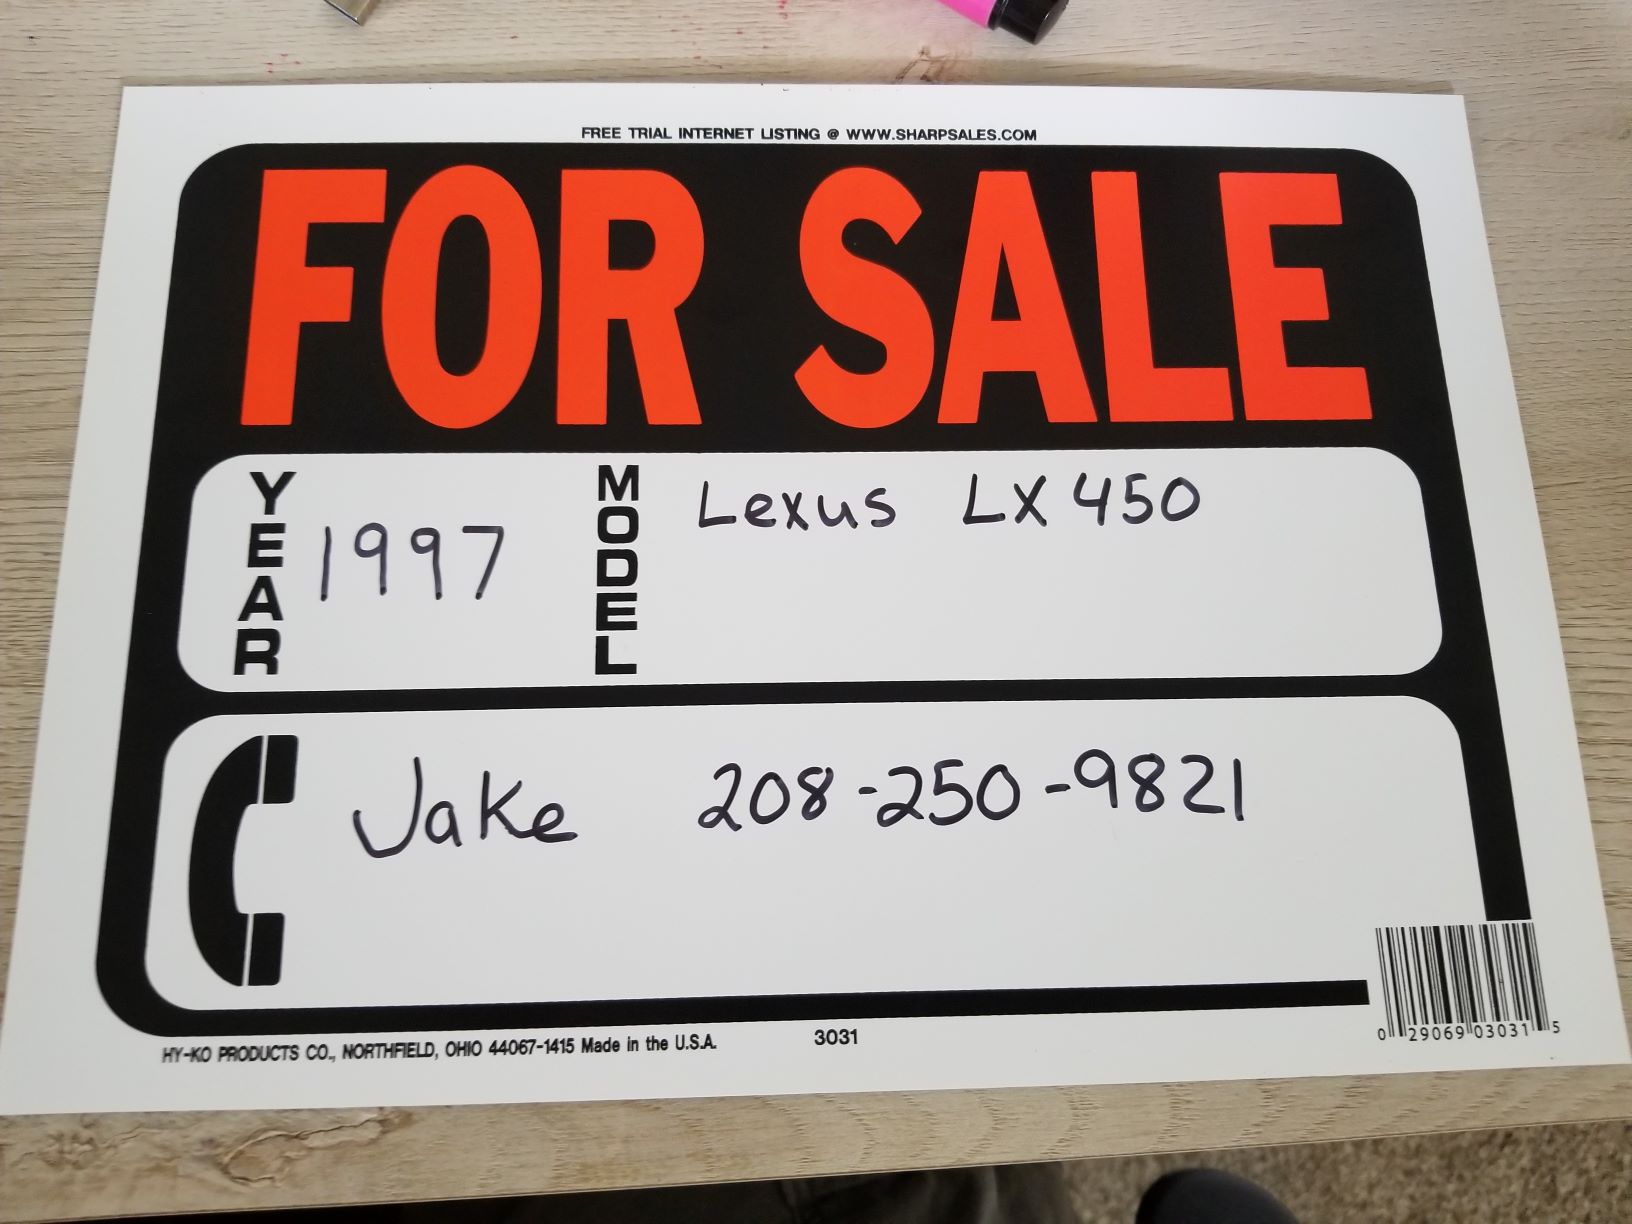 FREE TRIAL INTERNET LISTING @ WWW.SHARPSALES.COM
FOR SALE
YEAR 1997 MODEL Lexus LX 450
Jake 208-250-9821
HY-KO PRODUCTS CO., NORTHFIELD, OHIO 44067-1415 Made in the U.S.A. 3031
0 29069 03031 5